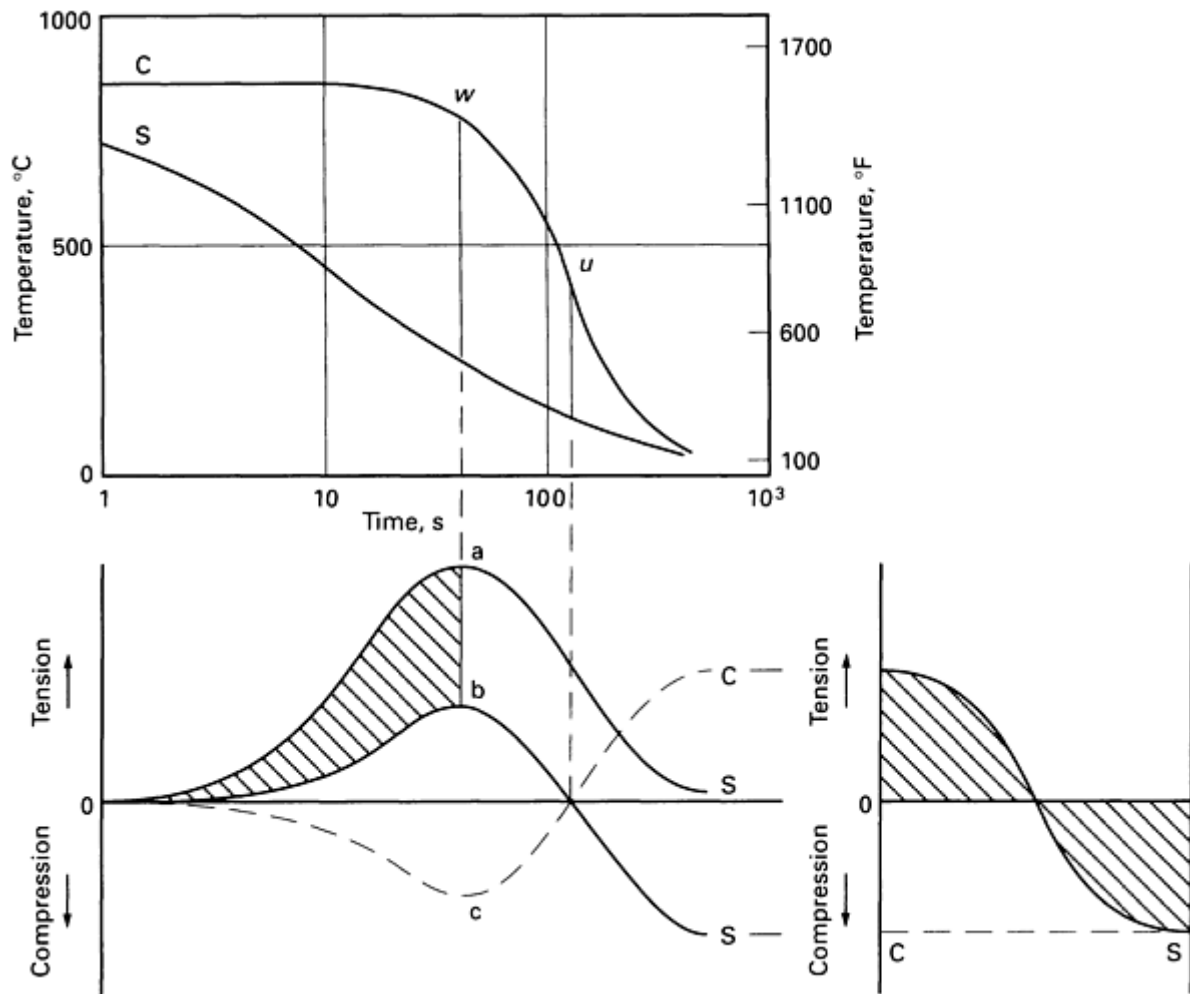 1000
1700
C
w
S
1100
Temperature, °C
500
Temperature, °F
u
600
0
100
1
10
100
10³
Time, s
a
b
C
Tension
0
S
Compression
c
S
Tension
0
Compression
C
S